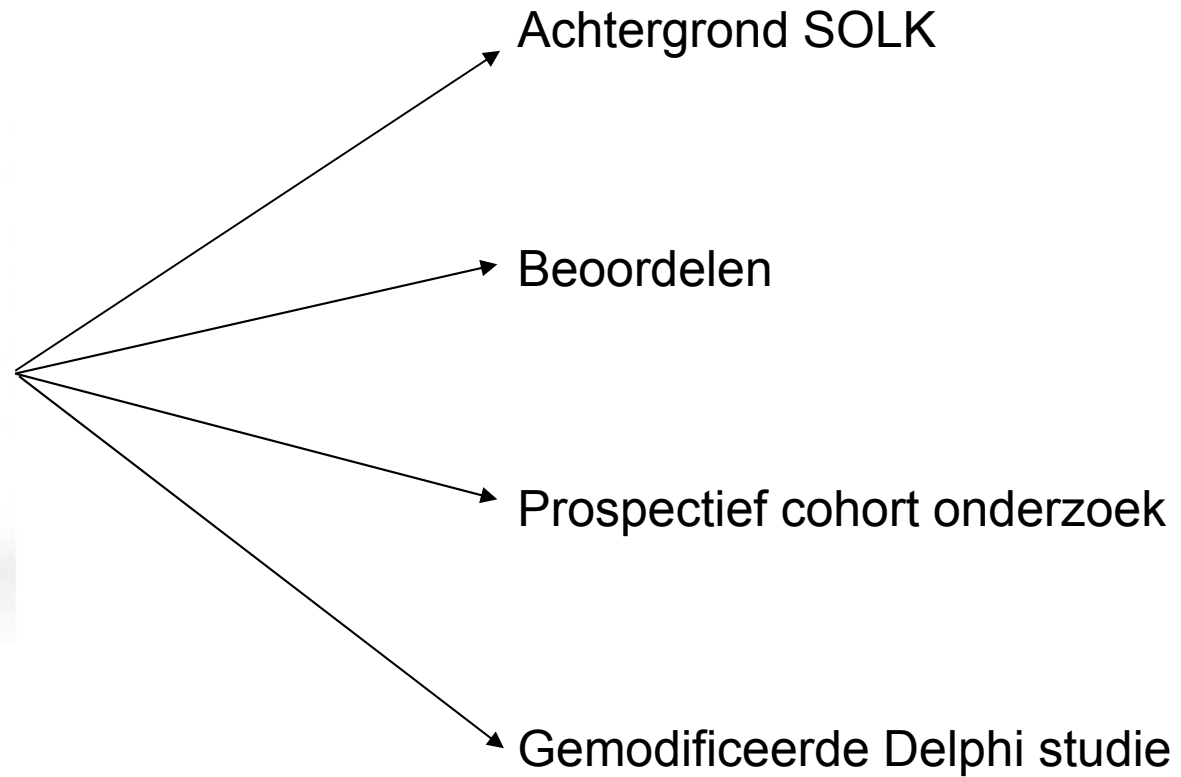 Achtergrond SOLK
Beoordelen
Prospectief cohort onderzoek
Gemodificeerde Delphi studie